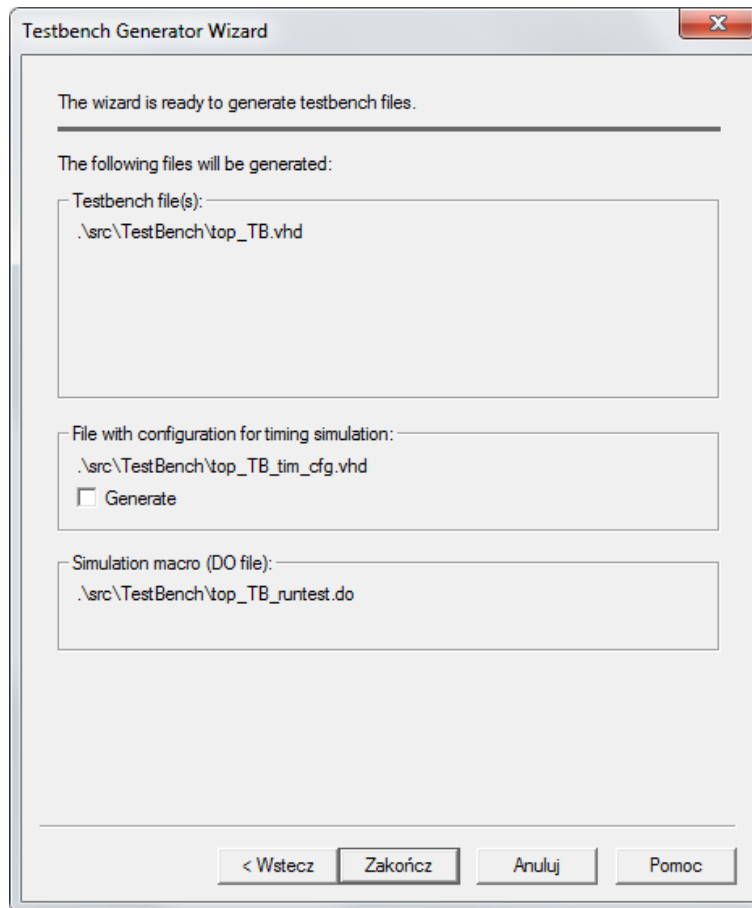 Testbench Generator Wizard
The wizard is ready to generate testbench files.
The following files will be generated:
Testbench file(s):
.\src\TestBench\top_TB.vhd
File with configuration for timing simulation:
.\src\TestBench\top_TB_tim_cfg.vhd
Generate
Simulation macro (DO file):
.\src\TestBench\top_TB_runtest.do
< Wstecz Zakończ Anuluj Pomoc